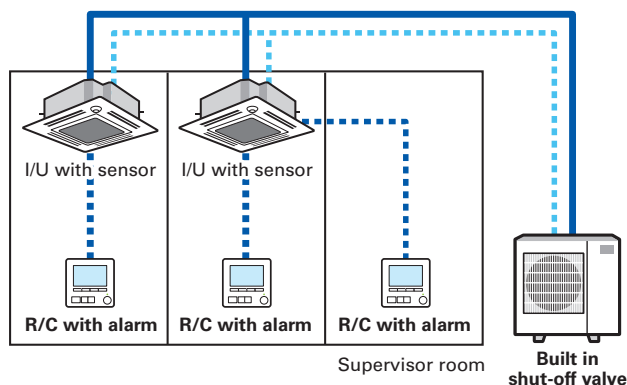 I/U with sensor
I/U with sensor
R/C with alarm
R/C with alarm
R/C with alarm
Supervisor room
Built in
shut-off valve